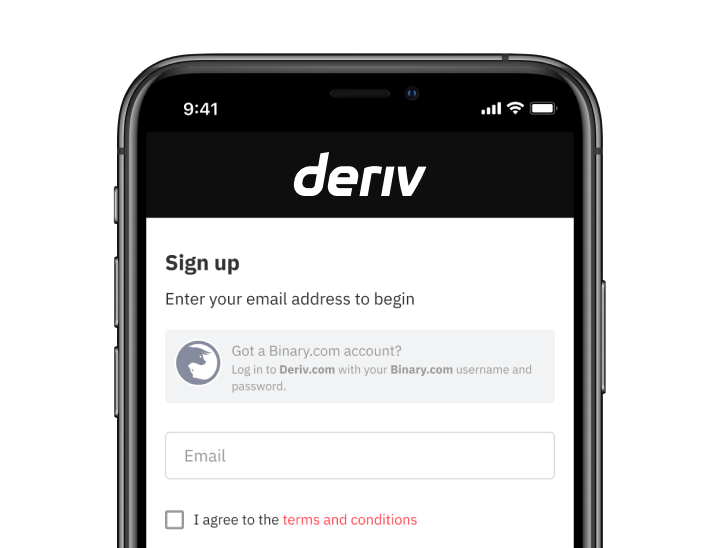 9:41
deriv
Sign up
Enter your email address to begin
Got a Binary.com account?
Log in to Deriv.com with your Binary.com username and
password.
Email
I agree to the terms and conditions